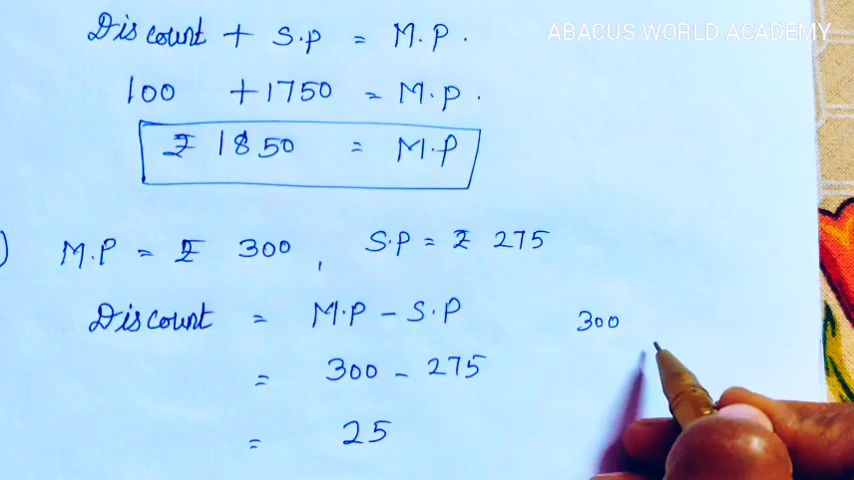 Discount + S.P = M.P.
ABACUS WORLD ACADEMY
100 + 1750 = M.P.
₹ 1850 = M.P
) M.P = ₹ 300, S.P = ₹ 275
Discount = M.P - S.P
300
= 300 - 275
= 25